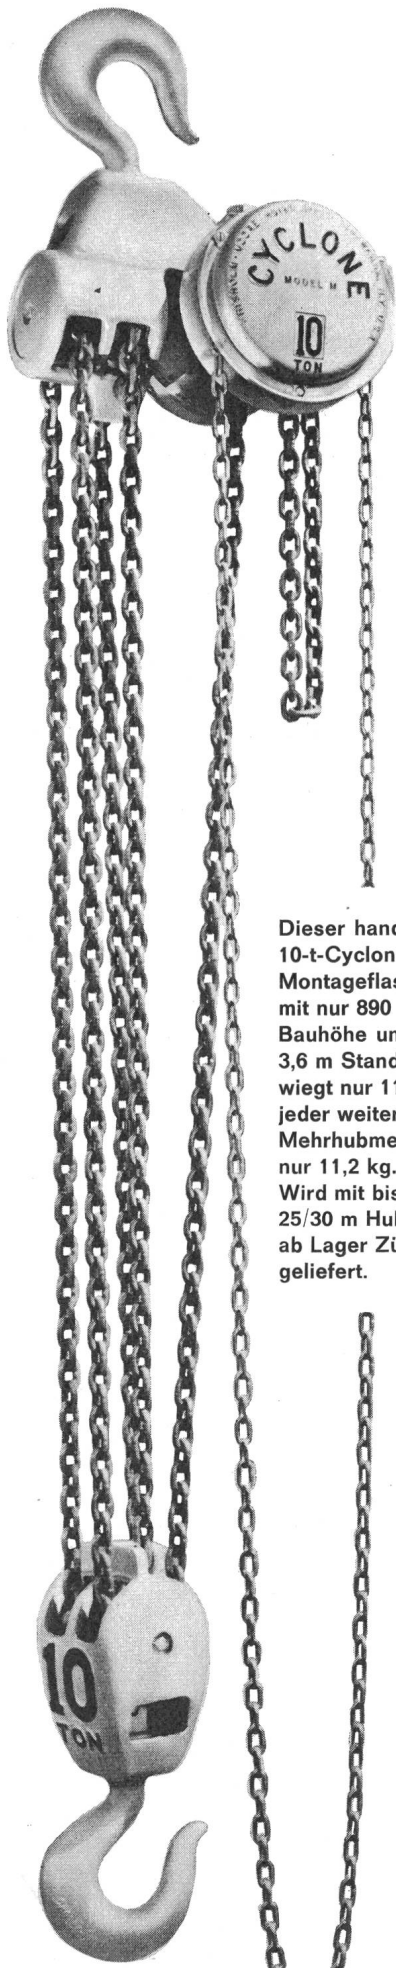 CYCLONE
MODEL M
10
TON
Dieser hand
10-t-Cyclon
Montageflas
mit nur 890
Bauhöhe un
3,6 m Stand
wiegt nur 11
jeder weiter
Mehrhubme
nur 11,2 kg.
Wird mit bis
25/30 m Hul
ab Lager Zü
geliefert.
10
TON